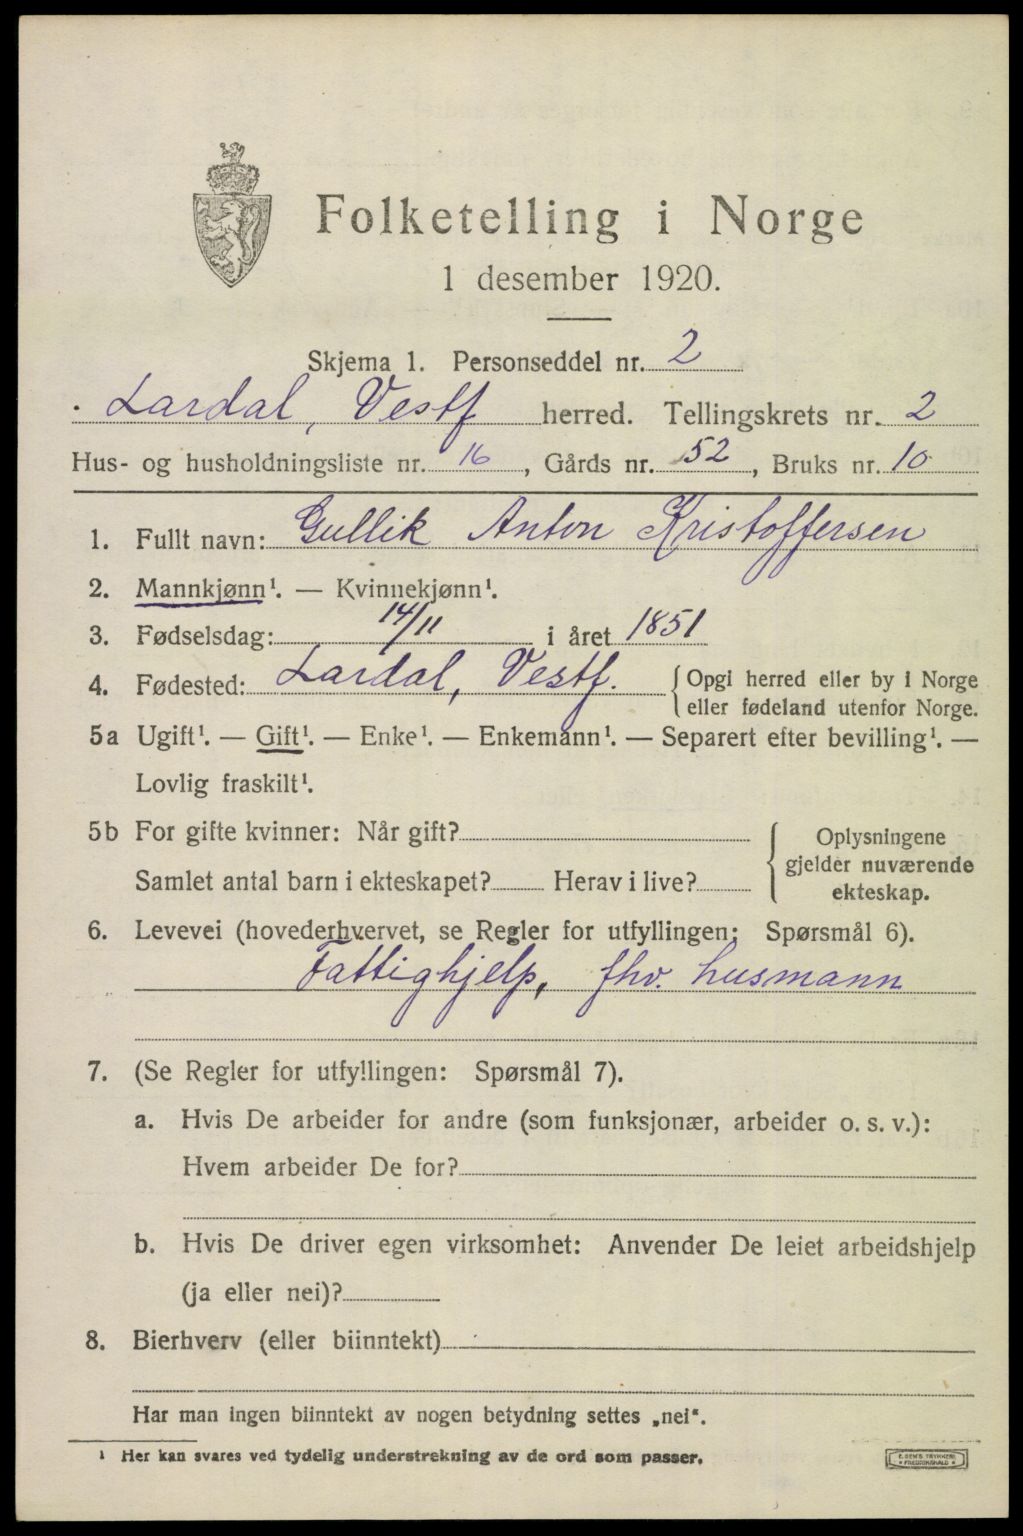 Folketelling i Norge
1 desember 1920.
Skjema 1. Personseddel nr. 2
Lardal, Vestf herred. Tellingskrets nr. 2
Hus- og husholdningsliste nr. 16, Gårds nr. 52, Bruks nr. 10
1. Fullt navn: Gullik Anton Kristoffersen
2. Mannkjønn¹. — Kvinnekjønn¹.
3. Fødselsdag: 14/11 i året 1851
4. Fødested: Lardal, Vestf. { Opgi herred eller by i Norge
eller fødeland utenfor Norge.
5a Ugift¹. — Gift¹. — Enke¹. — Enkemann¹. — Separert efter bevilling¹. —
Lovlig fraskilt¹.
5b For gifte kvinner: Når gift?
Samlet antal barn i ekteskapet? Herav i live?
{ Oplysningene
gjelder nuværende
ekteskap.
6. Levevei (hovederhvervet, se Regler for utfyllingen; Spørsmål 6).
Fattighjelp, fhv. husmann
7. (Se Regler for utfyllingen: Spørsmål 7).
a. Hvis De arbeider for andre (som funksjonær, arbeider o. s. v.):
Hvem arbeider De for?
b. Hvis De driver egen virksomhet: Anvender De leiet arbeidshjelp
(ja eller nei)?
8. Bierhverv (eller biinntekt)
Har man ingen biinntekt av nogen betydning settes „nei“.
¹ Her kan svares ved tydelig understrekning av de ord som passer.